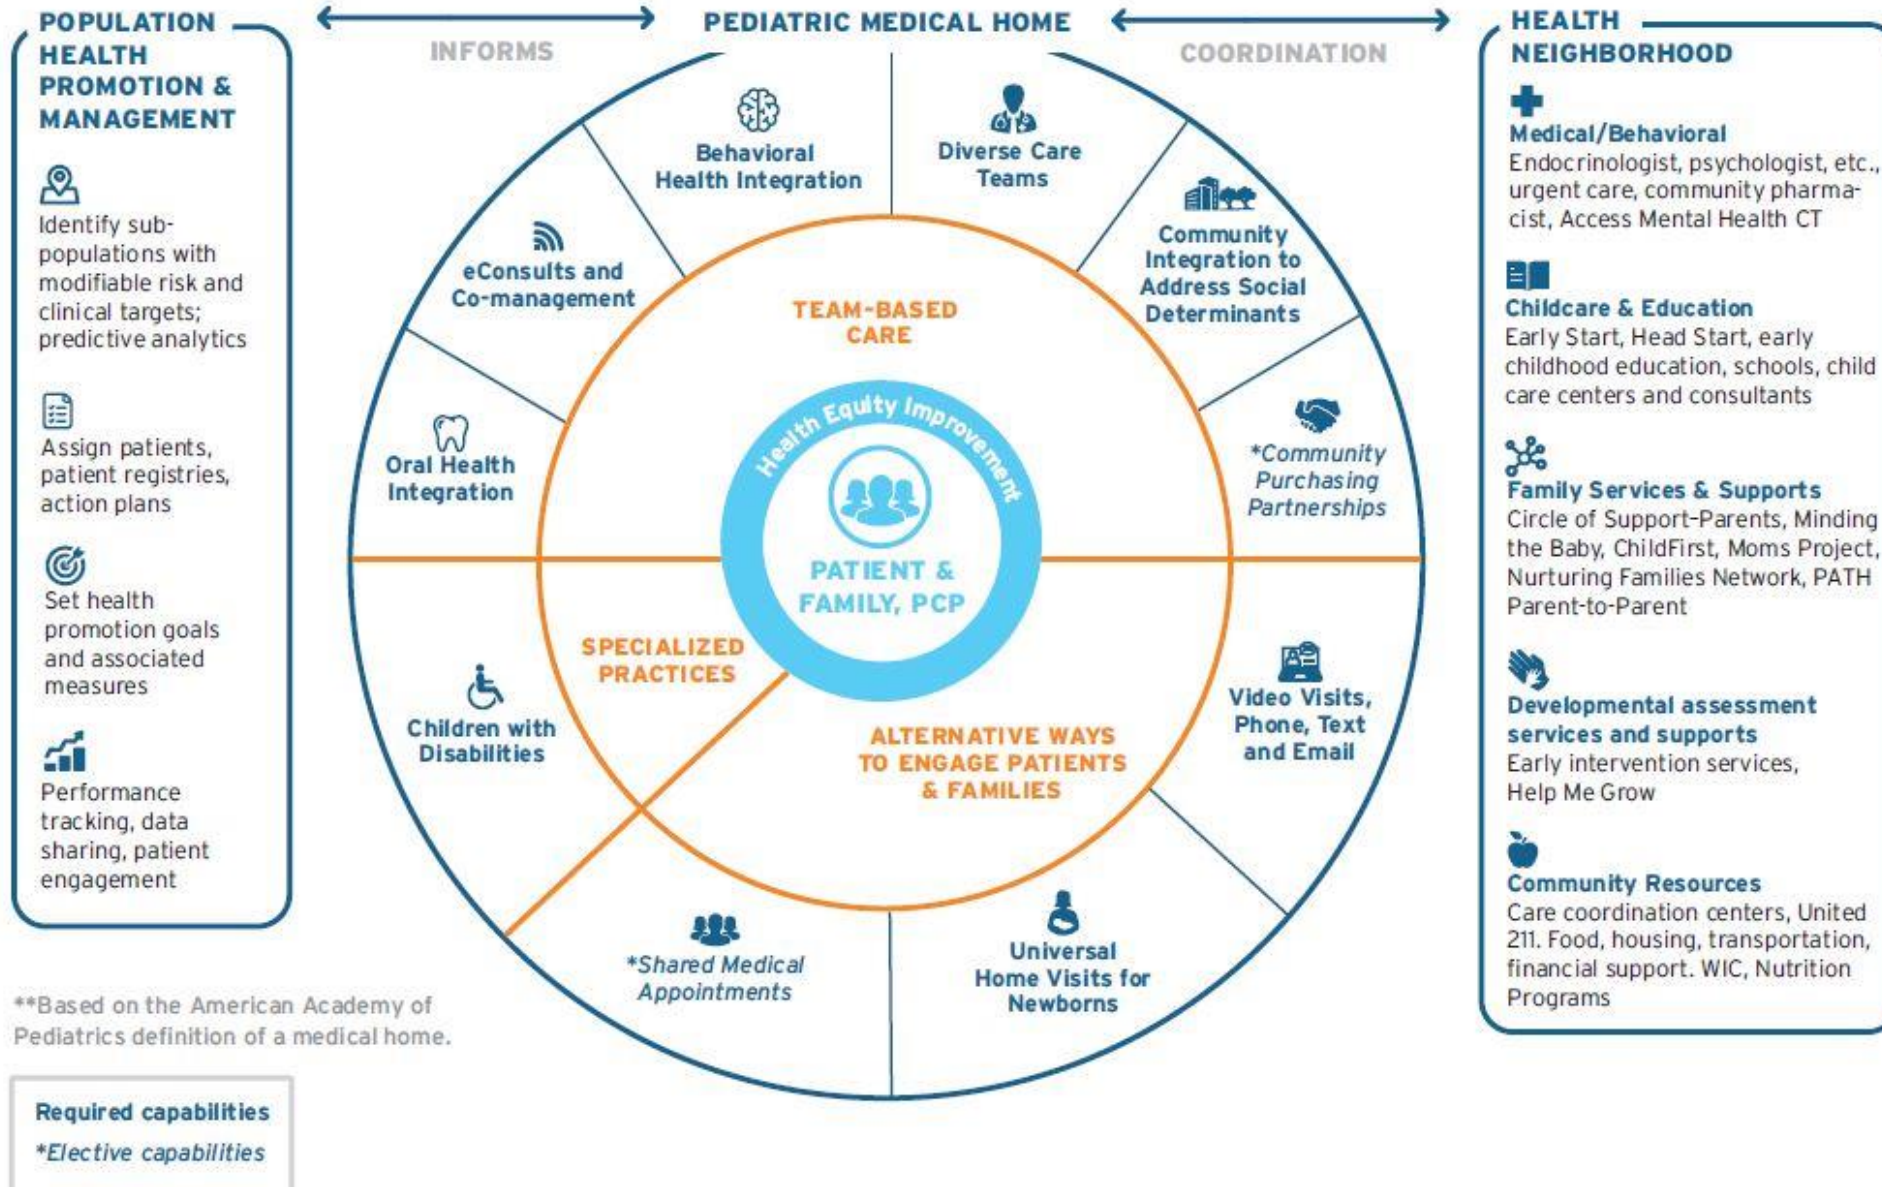 POPULATION
HEALTH
PROMOTION &
MANAGEMENT
Identify sub-
populations with
modifiable risk and
clinical targets;
predictive analytics
Assign patients,
patient registries,
action plans
Set health
promotion goals
and associated
measures
Performance
tracking, data
sharing, patient
engagement
**Based on the American Academy of
Pediatrics definition of a medical home.
Required capabilities
*Elective capabilities
INFORMS
PEDIATRIC MEDICAL HOME
COORDINATION
Behavioral
Health Integration
Diverse Care
Teams
eConsults and
Co-management
Community
Integration to
Address Social
Determinants
Oral Health
Integration
*Community
Purchasing
Partnerships
TEAM-BASED
CARE
Health Equity Improvement
PATIENT &
FAMILY, PCP
SPECIALIZED
PRACTICES
ALTERNATIVE WAYS
TO ENGAGE PATIENTS
& FAMILIES
Children with
Disabilities
Video Visits,
Phone, Text
and Email
*Shared Medical
Appointments
Universal
Home Visits for
Newborns
HEALTH
NEIGHBORHOOD
Medical/Behavioral
Endocrinologist, psychologist, etc.,
urgent care, community pharma-
cist, Access Mental Health CT
Childcare & Education
Early Start, Head Start, early
childhood education, schools, child
care centers and consultants
Family Services & Supports
Circle of Support-Parents, Minding
the Baby, ChildFirst, Moms Project,
Nurturing Families Network, PATH
Parent-to-Parent
Developmental assessment
services and supports
Early intervention services,
Help Me Grow
Community Resources
Care coordination centers, United
211. Food, housing, transportation,
financial support. WIC, Nutrition
Programs